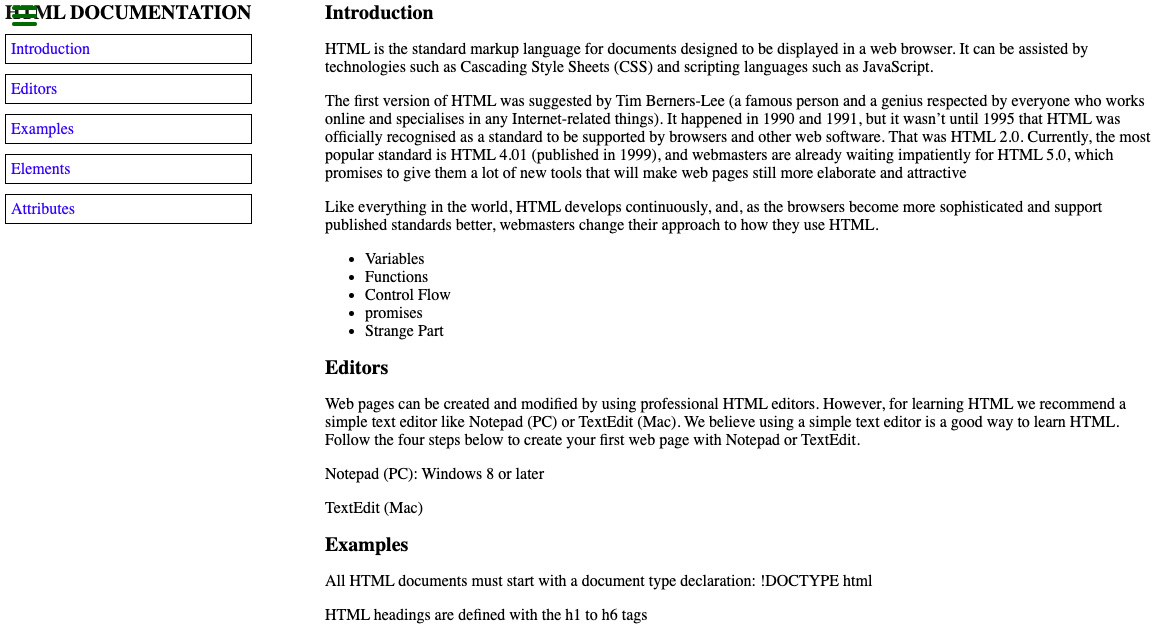 HTML DOCUMENTATION
Introduction
Editors
Examples
Elements
Attributes
Introduction
HTML is the standard markup language for documents designed to be displayed in a web browser. It can be assisted by
technologies such as Cascading Style Sheets (CSS) and scripting languages such as JavaScript.
The first version of HTML was suggested by Tim Berners-Lee (a famous person and a genius respected by everyone who works
online and specialises in any Internet-related things). It happened in 1990 and 1991, but it wasn’t until 1995 that HTML was
officially recognised as a standard to be supported by browsers and other web software. That was HTML 2.0. Currently, the most
popular standard is HTML 4.01 (published in 1999), and webmasters are already waiting impatiently for HTML 5.0, which
promises to give them a lot of new tools that will make web pages still more elaborate and attractive
Like everything in the world, HTML develops continuously, and, as the browsers become more sophisticated and support
published standards better, webmasters change their approach to how they use HTML.
• Variables
• Functions
• Control Flow
• promises
• Strange Part
Editors
Web pages can be created and modified by using professional HTML editors. However, for learning HTML we recommend a
simple text editor like Notepad (PC) or TextEdit (Mac). We believe using a simple text editor is a good way to learn HTML.
Follow the four steps below to create your first web page with Notepad or TextEdit.
Notepad (PC): Windows 8 or later
TextEdit (Mac)
Examples
All HTML documents must start with a document type declaration: !DOCTYPE html
HTML headings are defined with the h1 to h6 tags